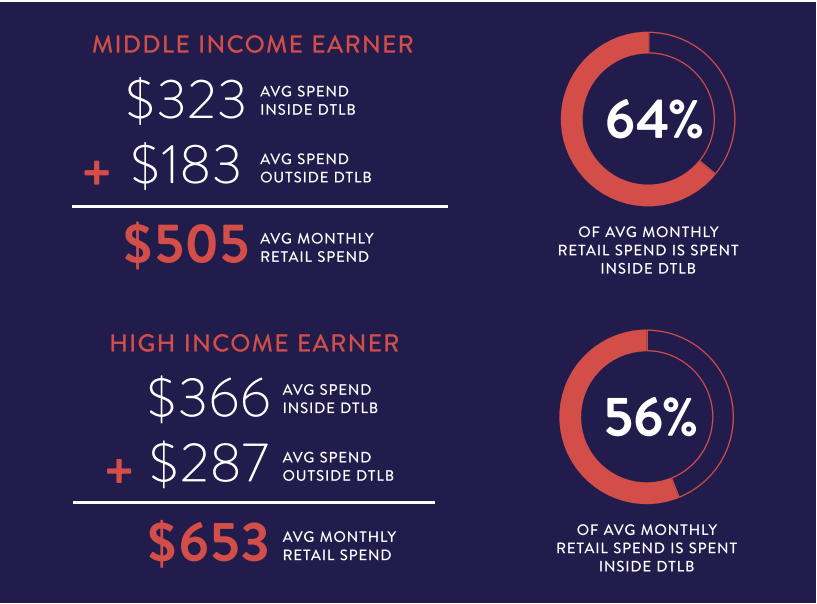 MIDDLE INCOME EARNER
$323 AVG SPEND
INSIDE DTLB
+ $183 AVG SPEND
OUTSIDE DTLB
$505 AVG MONTHLY
RETAIL SPEND
64%
OF AVG MONTHLY
RETAIL SPEND IS SPENT
INSIDE DTLB
HIGH INCOME EARNER
$366 AVG SPEND
INSIDE DTLB
+ $287 AVG SPEND
OUTSIDE DTLB
$653 AVG MONTHLY
RETAIL SPEND
56%
OF AVG MONTHLY
RETAIL SPEND IS SPENT
INSIDE DTLB